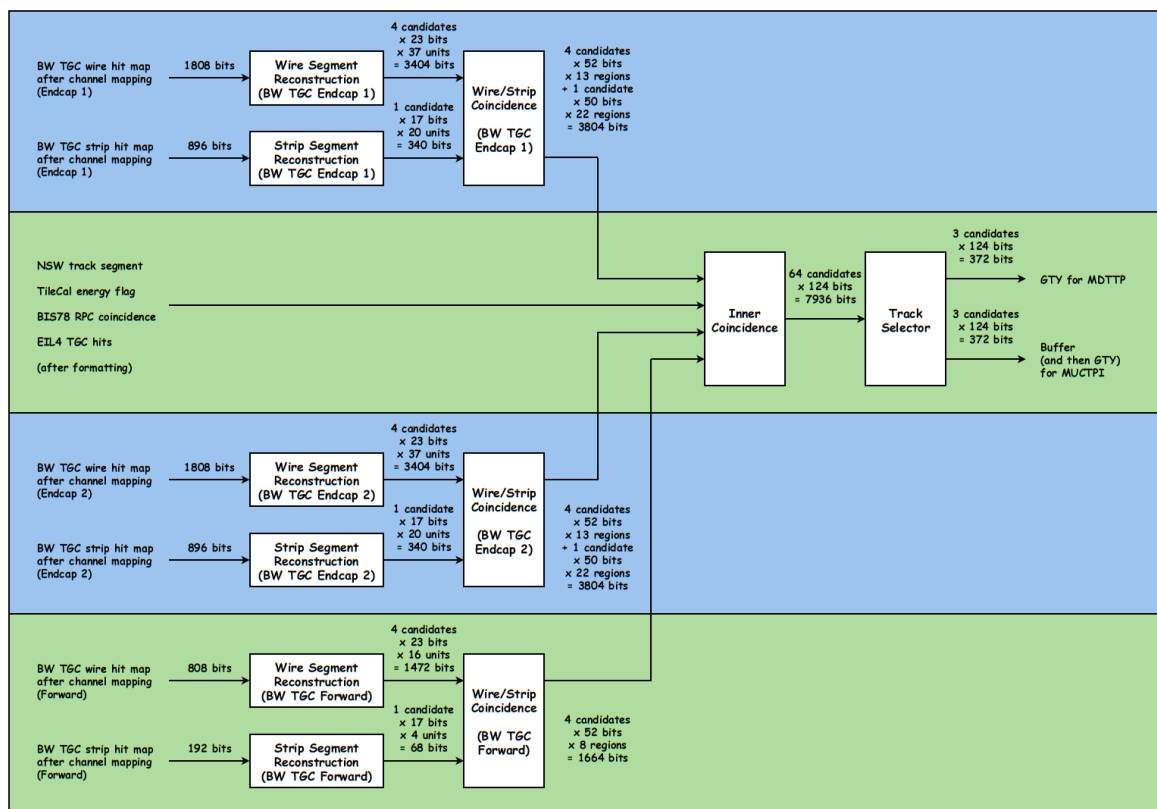 BW TGC wire hit map
after channel mapping
(Endcap 1)
1808 bits
Wire Segment
Reconstruction
(BW TGC Endcap 1)
4 candidates
x 23 bits
x 37 units
= 3404 bits
BW TGC strip hit map
after channel mapping
(Endcap 1)
896 bits
Strip Segment
Reconstruction
(BW TGC Endcap 1)
1 candidate
x 17 bits
x 20 units
= 340 bits
Wire/Strip
Coincidence
(BW TGC
Endcap 1)
4 candidates
x 52 bits
x 13 regions
+ 1 candidate
x 50 bits
x 22 regions
= 3804 bits
NSW track segment
TileCal energy flag
BIS78 RPC coincidence
EIL4 TGC hits
(after formatting)
Inner
Coincidence
64 candidates
x 124 bits
= 7936 bits
Track
Selector
3 candidates
x 124 bits
= 372 bits
GTY for MDTTP
3 candidates
x 124 bits
= 372 bits
Buffer
(and then GTY)
for MUCTPI
BW TGC wire hit map
after channel mapping
(Endcap 2)
1808 bits
Wire Segment
Reconstruction
(BW TGC Endcap 2)
4 candidates
x 23 bits
x 37 units
= 3404 bits
BW TGC strip hit map
after channel mapping
(Endcap 2)
896 bits
Strip Segment
Reconstruction
(BW TGC Endcap 2)
1 candidate
x 17 bits
x 20 units
= 340 bits
Wire/Strip
Coincidence
(BW TGC
Endcap 2)
4 candidates
x 52 bits
x 13 regions
+ 1 candidate
x 50 bits
x 22 regions
= 3804 bits
BW TGC wire hit map
after channel mapping
(Forward)
808 bits
Wire Segment
Reconstruction
(BW TGC Forward)
4 candidates
x 23 bits
x 16 units
= 1472 bits
BW TGC strip hit map
after channel mapping
(Forward)
192 bits
Strip Segment
Reconstruction
(BW TGC Forward)
1 candidate
x 17 bits
x 4 units
= 68 bits
Wire/Strip
Coincidence
(BW TGC
Forward)
4 candidates
x 52 bits
x 8 regions
= 1664 bits